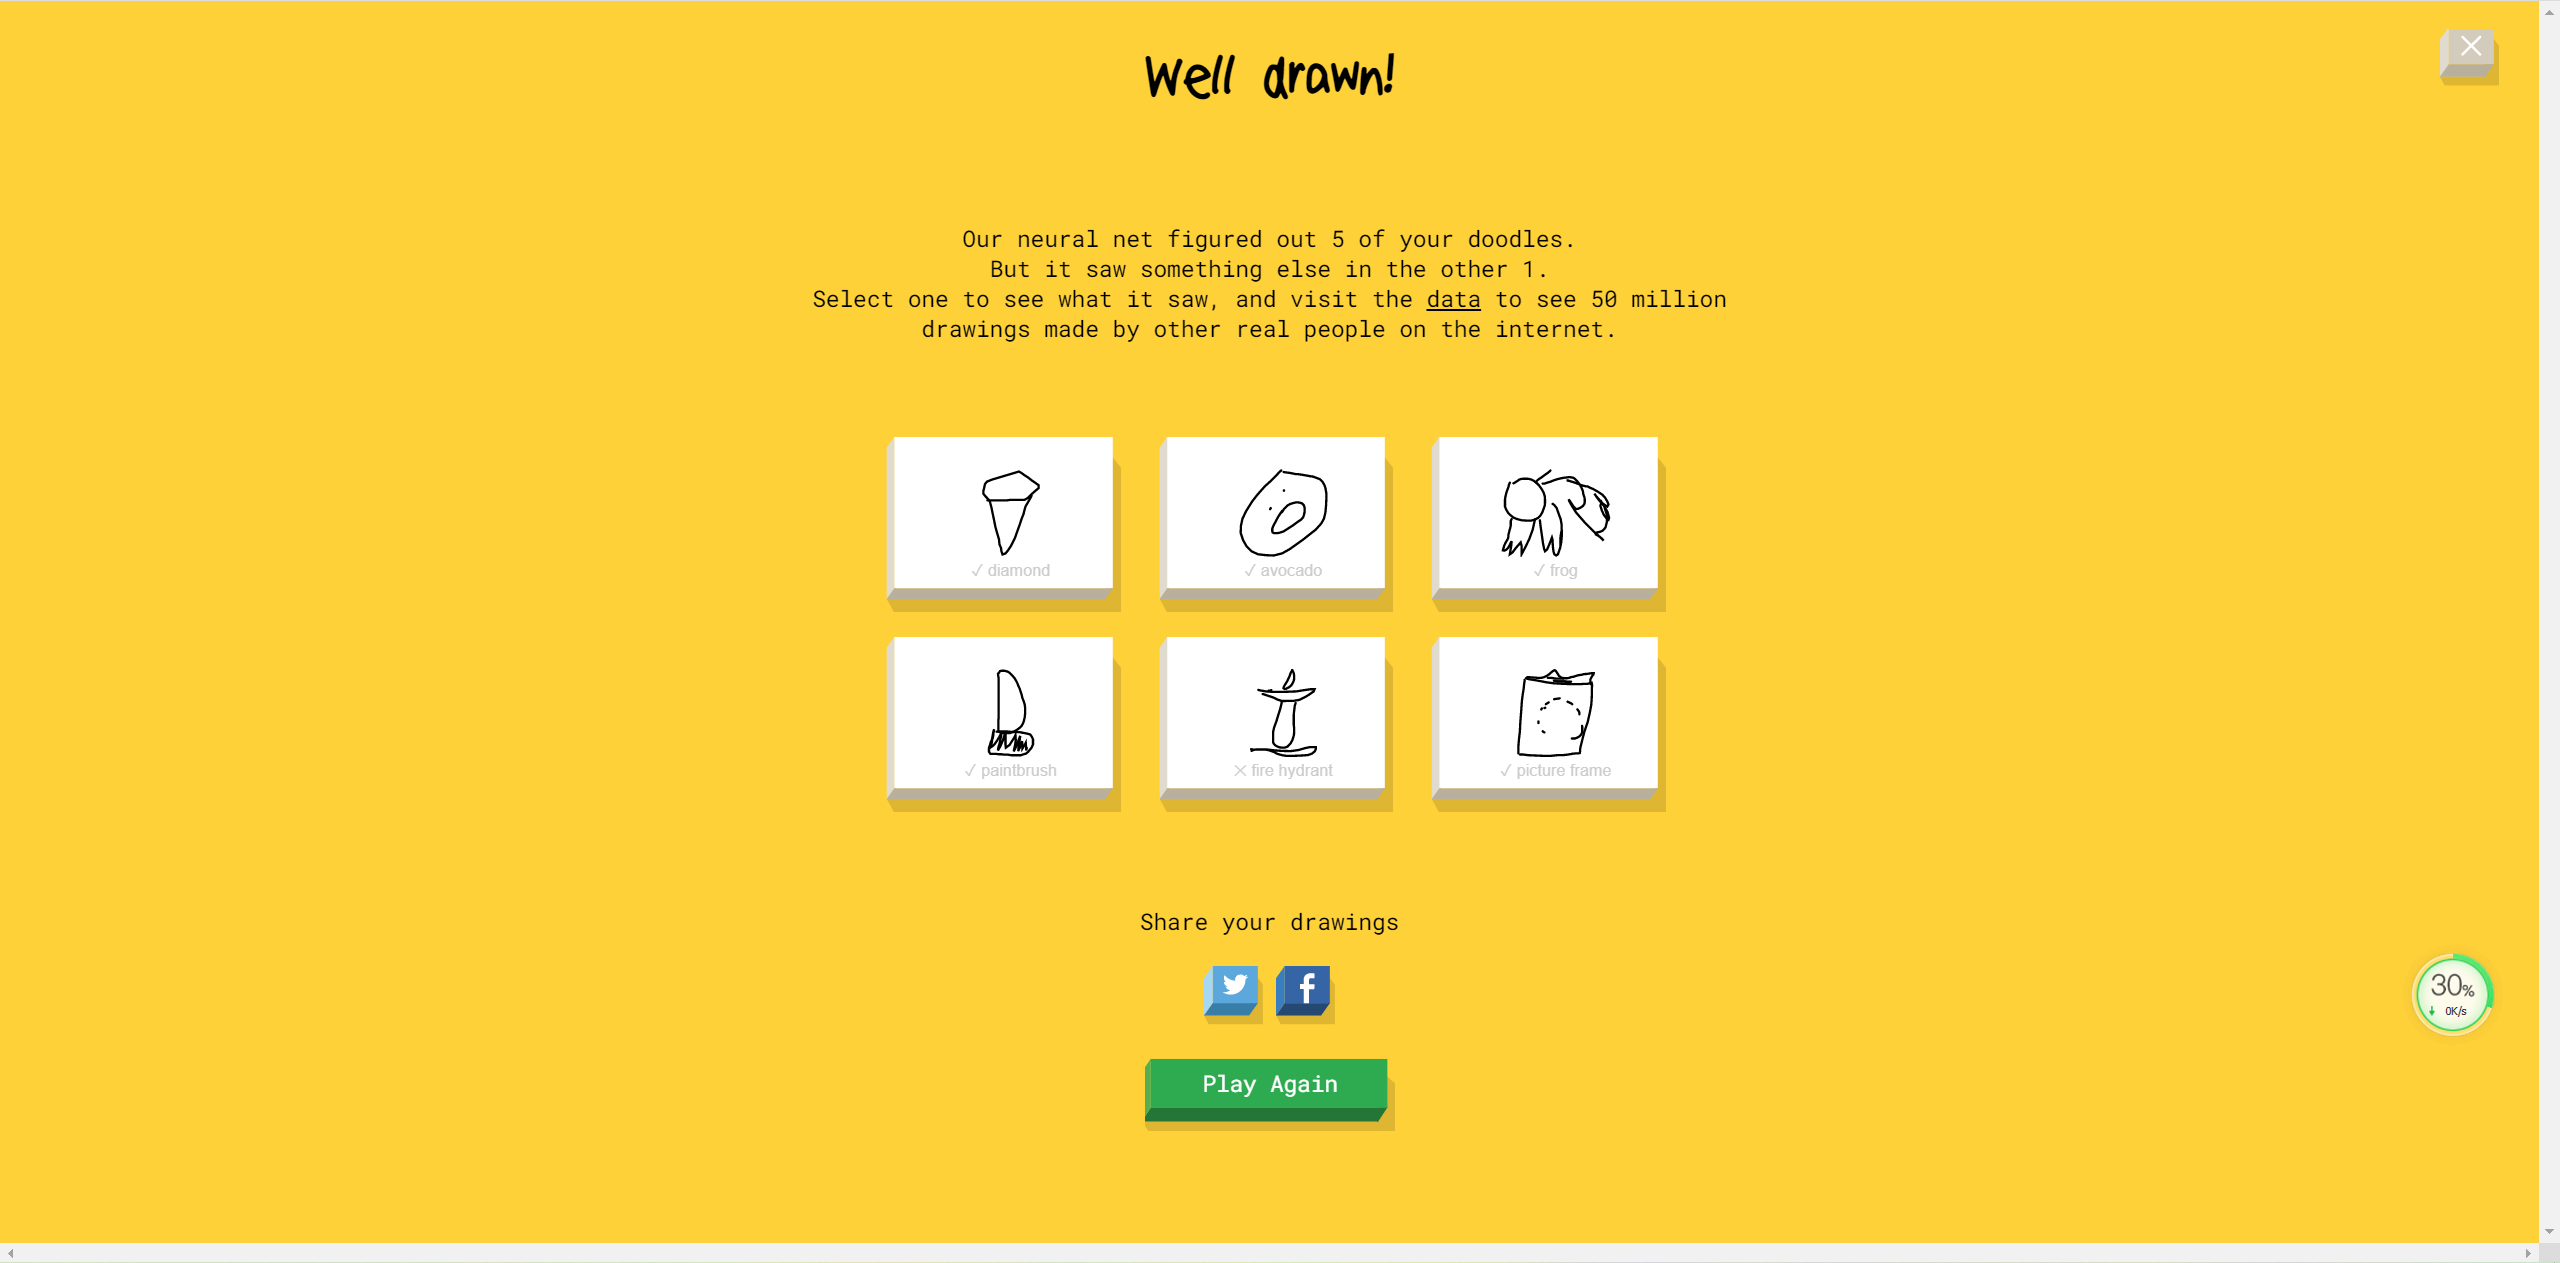 Well drawn!
Our neural net figured out 5 of your doodles.
But it saw something else in the other 1.
Select one to see what it saw, and visit the data to see 50 million
drawings made by other real people on the internet.
✓ diamond
✓ avocado
✓ frog
✓ paintbrush
✕ fire hydrant
✓ picture frame
Share your drawings
30%
↓ 0K/s
Play Again